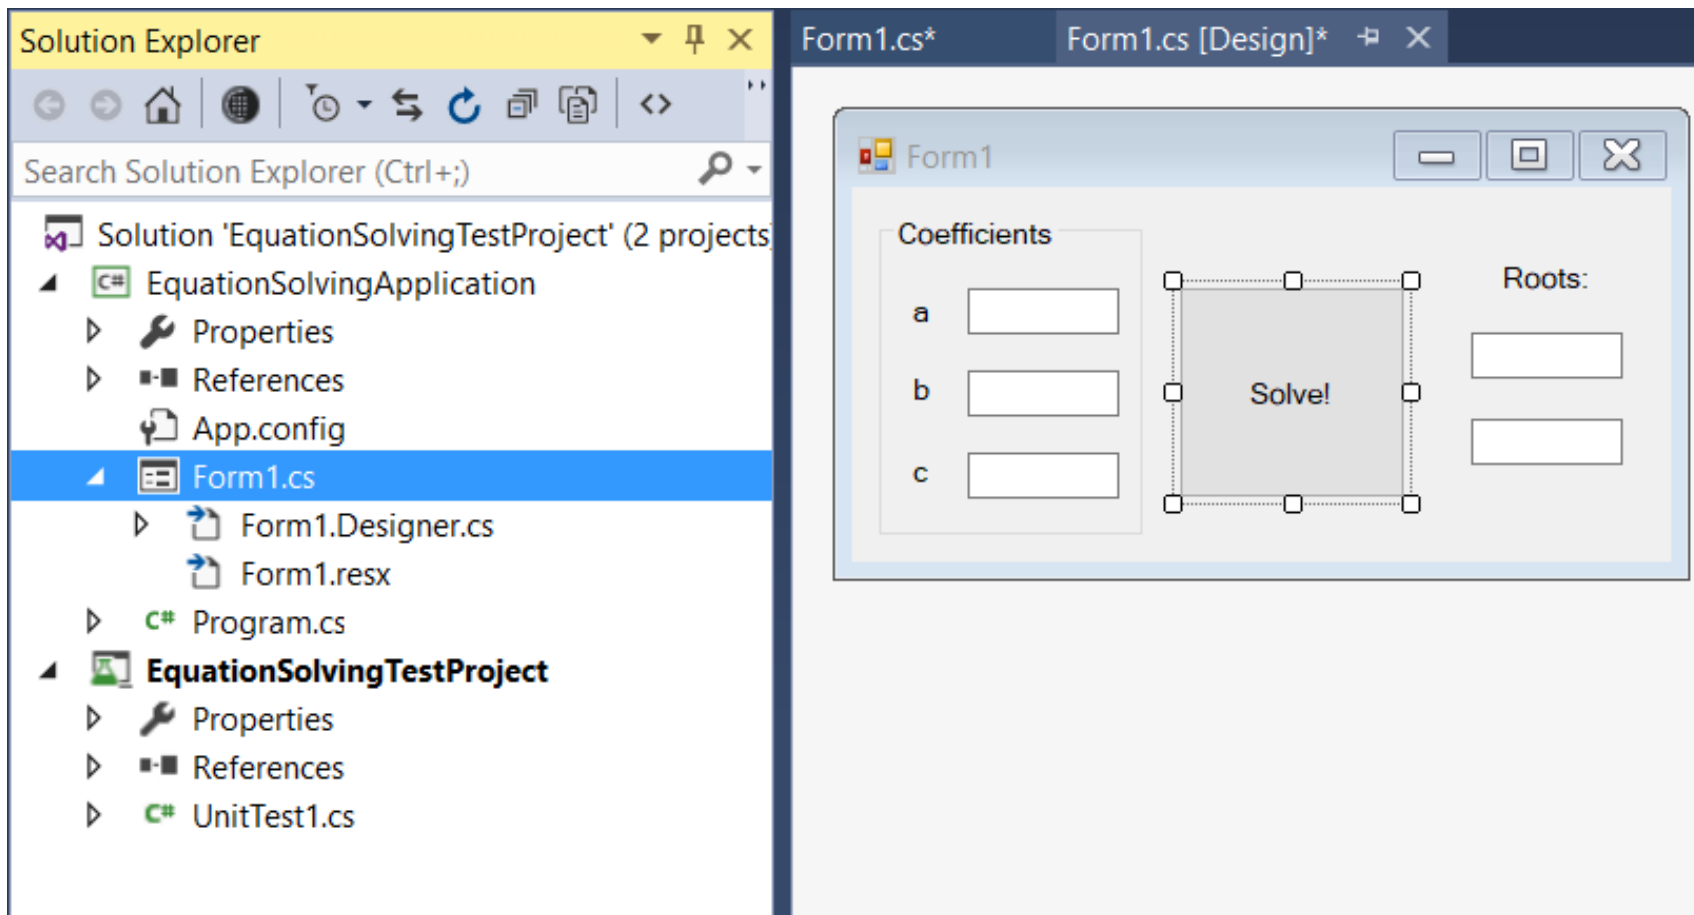 Solution Explorer
Search Solution Explorer (Ctrl+;)
Solution 'EquationSolvingTestProject' (2 projects)
C# EquationSolvingApplication
Properties
References
App.config
Form1.cs
Form1.Designer.cs
Form1.resx
C# Program.cs
EquationSolvingTestProject
Properties
References
C# UnitTest1.cs
Form1.cs* Form1.cs [Design]*
Form1
Coefficients
a
b
c
Solve!
Roots: